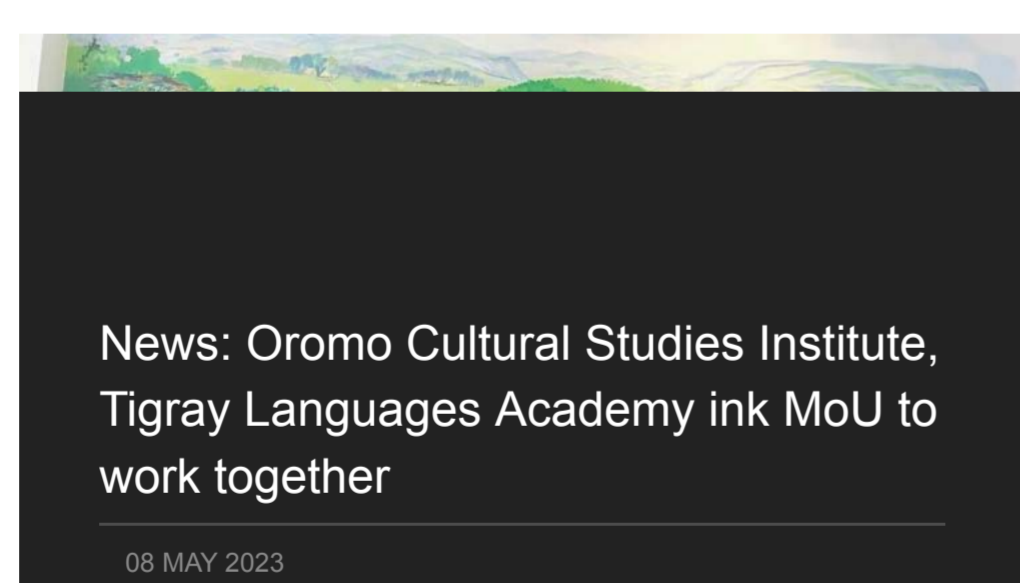 News: Oromo Cultural Studies Institute,
Tigray Languages Academy ink MoU to
work together
08 MAY 2023